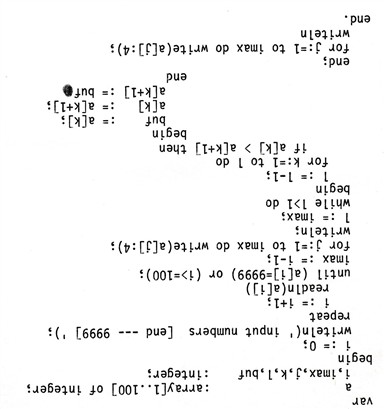 var
a :array[1..100] of integer;
i,imax,j,k,l,buf :integer;
begin
i := 0;
writeln(' input numbers [end --- 9999] ');
repeat
i := i+1;
readln(a[i])
until (a[i]=9999) or (i>=100);
imax := i-1;
for j:=1 to imax do write(a[j]:4);
writeln;
l := imax;
while l>1 do
begin
l := l-1;
for k:=1 to l do
if a[k] > a[k+1] then
begin
buf := a[k];
a[k] := a[k+1];
a[k+1] := buf
end
end;
for j:=1 to imax do write(a[j]:4);
writeln
end.